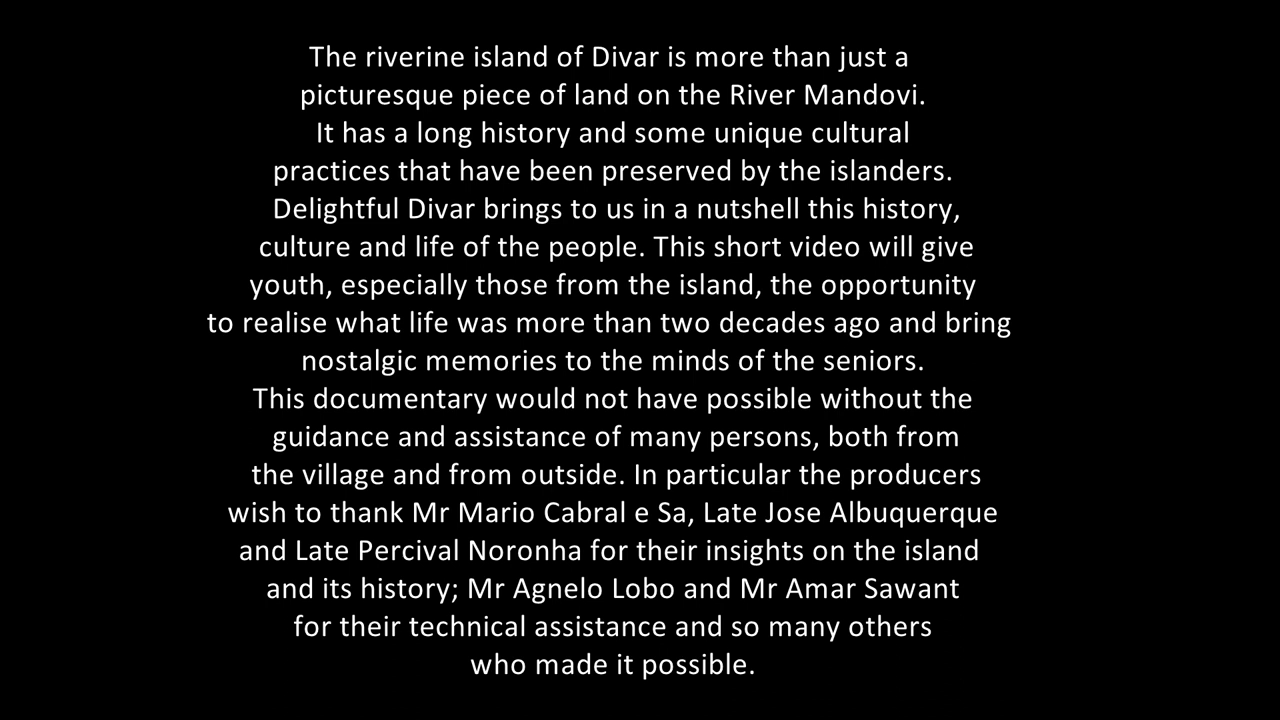 The riverine island of Divar is more than just a
picturesque piece of land on the River Mandovi.
It has a long history and some unique cultural
practices that have been preserved by the islanders.
Delightful Divar brings to us in a nutshell this history,
culture and life of the people. This short video will give
youth, especially those from the island, the opportunity
to realise what life was more than two decades ago and bring
nostalgic memories to the minds of the seniors.
This documentary would not have possible without the
guidance and assistance of many persons, both from
the village and from outside. In particular the producers
wish to thank Mr Mario Cabral e Sa, Late Jose Albuquerque
and Late Percival Noronha for their insights on the island
and its history; Mr Agnelo Lobo and Mr Amar Sawant
for their technical assistance and so many others
who made it possible.